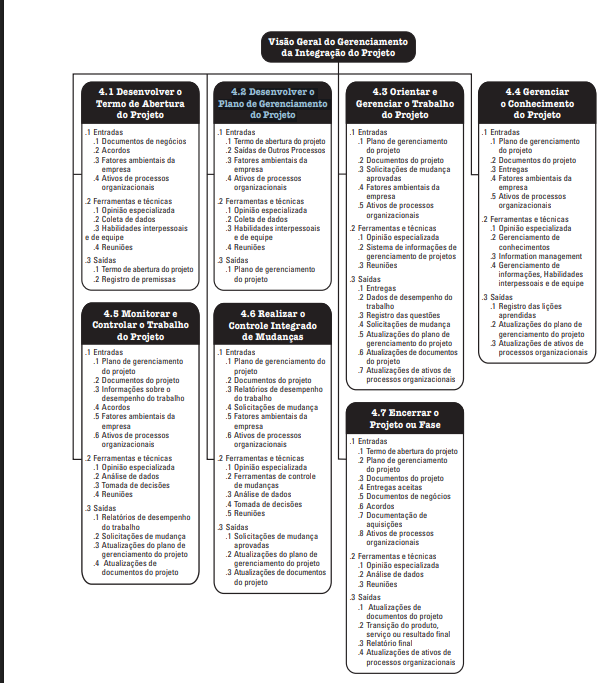 Visão Geral do Gerenciamento
da Integração do Projeto
4.1 Desenvolver o
Termo de Abertura
do Projeto
.1 Entradas
.1 Documentos de negócios
.2 Acordos
.3 Fatores ambientais da
empresa
.4 Ativos de processos
organizacionais
.2 Ferramentas e técnicas
.1 Opinião especializada
.2 Coleta de dados
.3 Habilidades interpessoais
e de equipe
.4 Reuniões
.3 Saídas
.1 Termo de abertura do projeto
.2 Registro de premissas
4.2 Desenvolver o
Plano de Gerenciamento
do Projeto
.1 Entradas
.1 Termo de abertura do projeto
.2 Saídas de Outros Processos
.3 Fatores ambientais da
empresa
.4 Ativos de processos
organizacionais
.2 Ferramentas e técnicas
.1 Opinião especializada
.2 Coleta de dados
.3 Habilidades interpessoais
e de equipe
.4 Reuniões
.3 Saídas
.1 Plano de gerenciamento
do projeto
4.3 Orientar e
Gerenciar o Trabalho
do Projeto
.1 Entradas
.1 Plano de gerenciamento
do projeto
.2 Documentos do projeto
.3 Solicitações de mudança
aprovadas
.4 Fatores ambientais da
empresa
.5 Ativos de processos
organizacionais
.2 Ferramentas e técnicas
.1 Opinião especializada
.2 Sistema de informações de
gerenciamento de projetos
.3 Reuniões
.3 Saídas
.1 Entregas
.2 Dados de desempenho do
trabalho
.3 Registro das questões
.4 Solicitações de mudança
.5 Atualizações do plano de
gerenciamento do projeto
.6 Atualizações de documentos
do projeto
.7 Atualizações de ativos de
processos organizacionais
4.4 Gerenciar
o Conhecimento
do Projeto
.1 Entradas
.1 Plano de gerenciamento
do projeto
.2 Documentos do projeto
.3 Entregas
.4 Fatores ambientais da
empresa
.5 Ativos de processos
organizacionais
.2 Ferramentas e técnicas
.1 Opinião especializada
.2 Gerenciamento de
conhecimentos
.3 Information management
.4 Gerenciamento de
informações, Habilidades
interpessoais e de equipe
.3 Saídas
.1 Registro das lições
aprendidas
.2 Atualizações do plano de
gerenciamento do projeto
.3 Atualizações de ativos de
processos organizacionais
4.5 Monitorar e
Controlar o Trabalho
do Projeto
.1 Entradas
.1 Plano de gerenciamento
do projeto
.2 Documentos do projeto
.3 Informações sobre o
desempenho do trabalho
.4 Acordos
.5 Fatores ambientais da
empresa
.6 Ativos de processos
organizacionais
.2 Ferramentas e técnicas
.1 Opinião especializada
.2 Análise de dados
.3 Tomada de decisões
.4 Reuniões
.3 Saídas
.1 Relatórios de desempenho
do trabalho
.2 Solicitações de mudança
.3 Atualizações do plano de
gerenciamento do projeto
.4 Atualizações de
documentos do projeto
4.6 Realizar o
Controle Integrado
de Mudanças
.1 Entradas
.1 Plano de gerenciamento do
projeto
.2 Documentos do projeto
.3 Relatórios de desempenho
do trabalho
.4 Solicitações de mudança
.5 Fatores ambientais da
empresa
.6 Ativos de processos
organizacionais
.2 Ferramentas e técnicas
.1 Opinião especializada
.2 Ferramentas de controle
de mudanças
.3 Análise de dados
.4 Tomada de decisões
.5 Reuniões
.3 Saídas
.1 Solicitações de mudança
aprovadas
.2 Atualizações do plano de
gerenciamento do projeto
.3 Atualizações de documentos
do projeto
4.7 Encerrar o
Projeto ou Fase
.1 Entradas
.1 Termo de abertura do projeto
.2 Plano de gerenciamento
do projeto
.3 Documentos do projeto
.4 Entregas aceitas
.5 Documentos de negócios
.6 Acordos
.7 Documentação de
aquisições
.8 Ativos de processos
organizacionais
.2 Ferramentas e técnicas
.1 Opinião especializada
.2 Análise de dados
.3 Reuniões
.3 Saídas
.1 Atualizações de
documentos do projeto
.2 Transição do produto,
serviço ou resultado final
.3 Relatório final
.4 Atualizações de ativos de
processos organizacionais